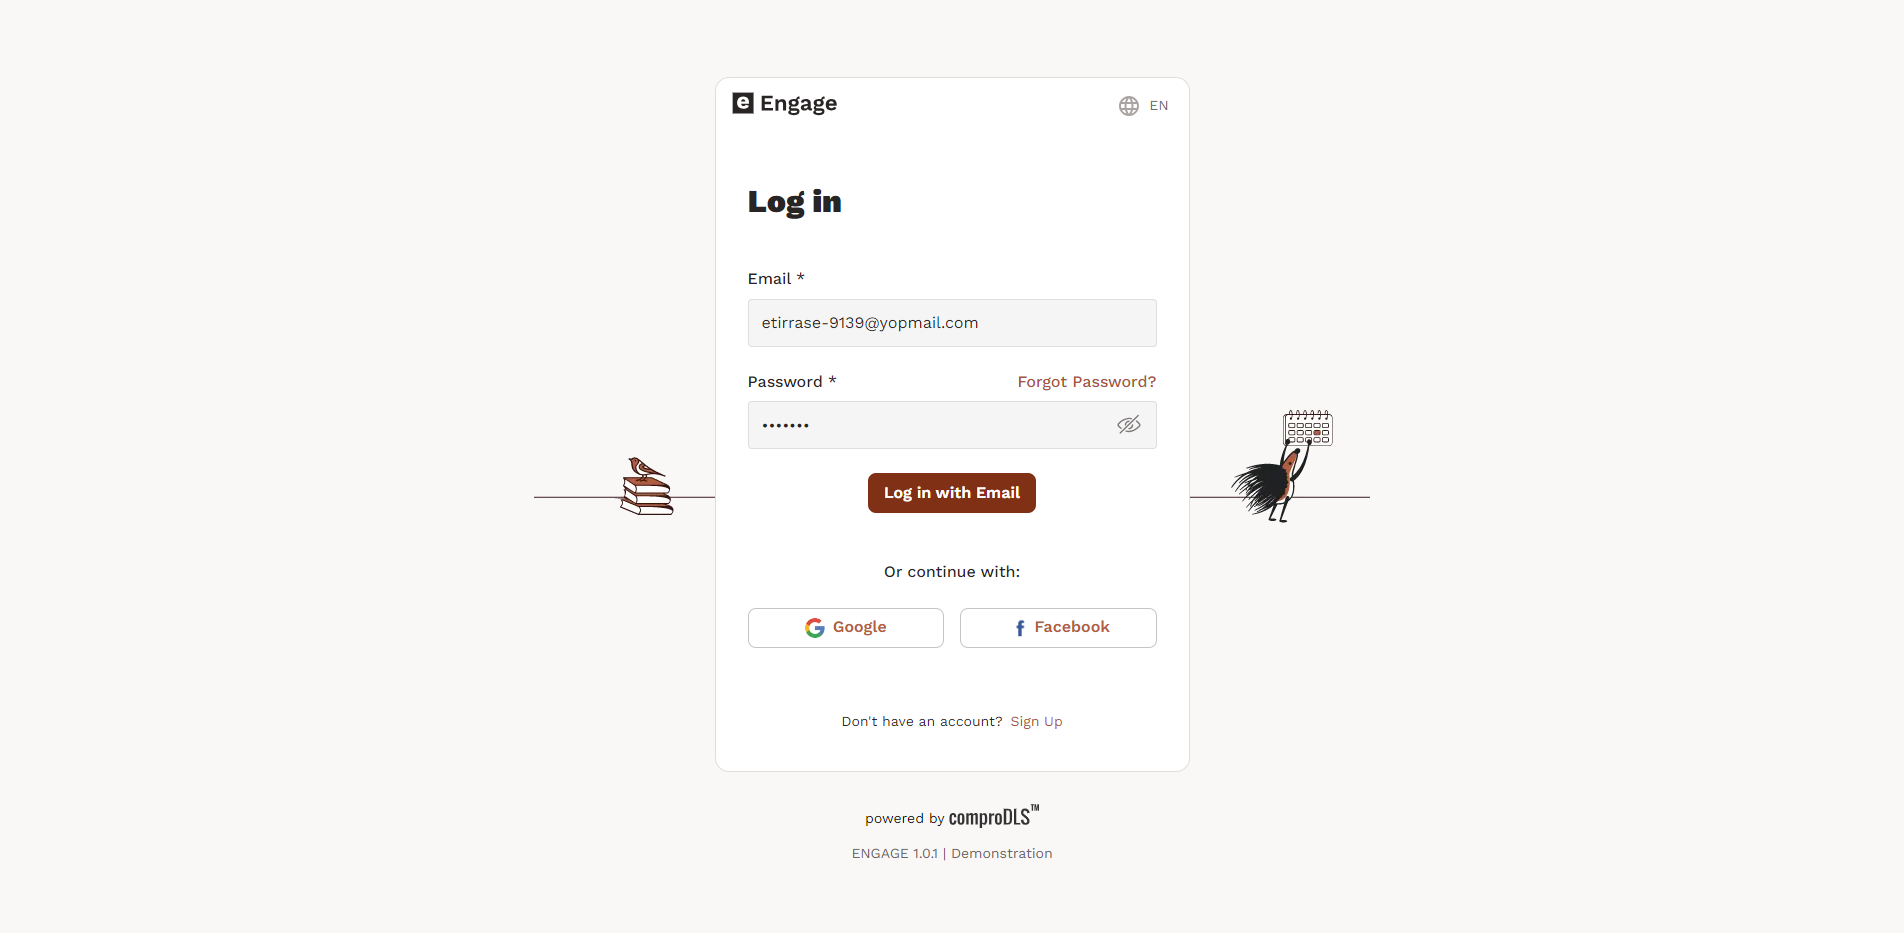 e Engage
EN
Log in
Email *
etirrase-9139@yopmail.com
Password * Forgot Password?
•••••••
Log in with Email
Or continue with:
Google Facebook
Don't have an account? Sign Up
powered by comproDLS™
ENGAGE 1.0.1 | Demonstration